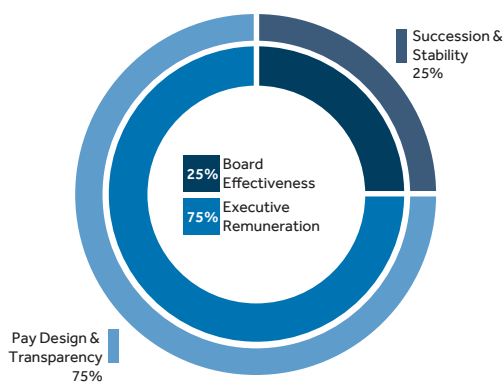 Succession &
Stability
25%
25% Board
Effectiveness
75% Executive
Remuneration
Pay Design &
Transparency
75%